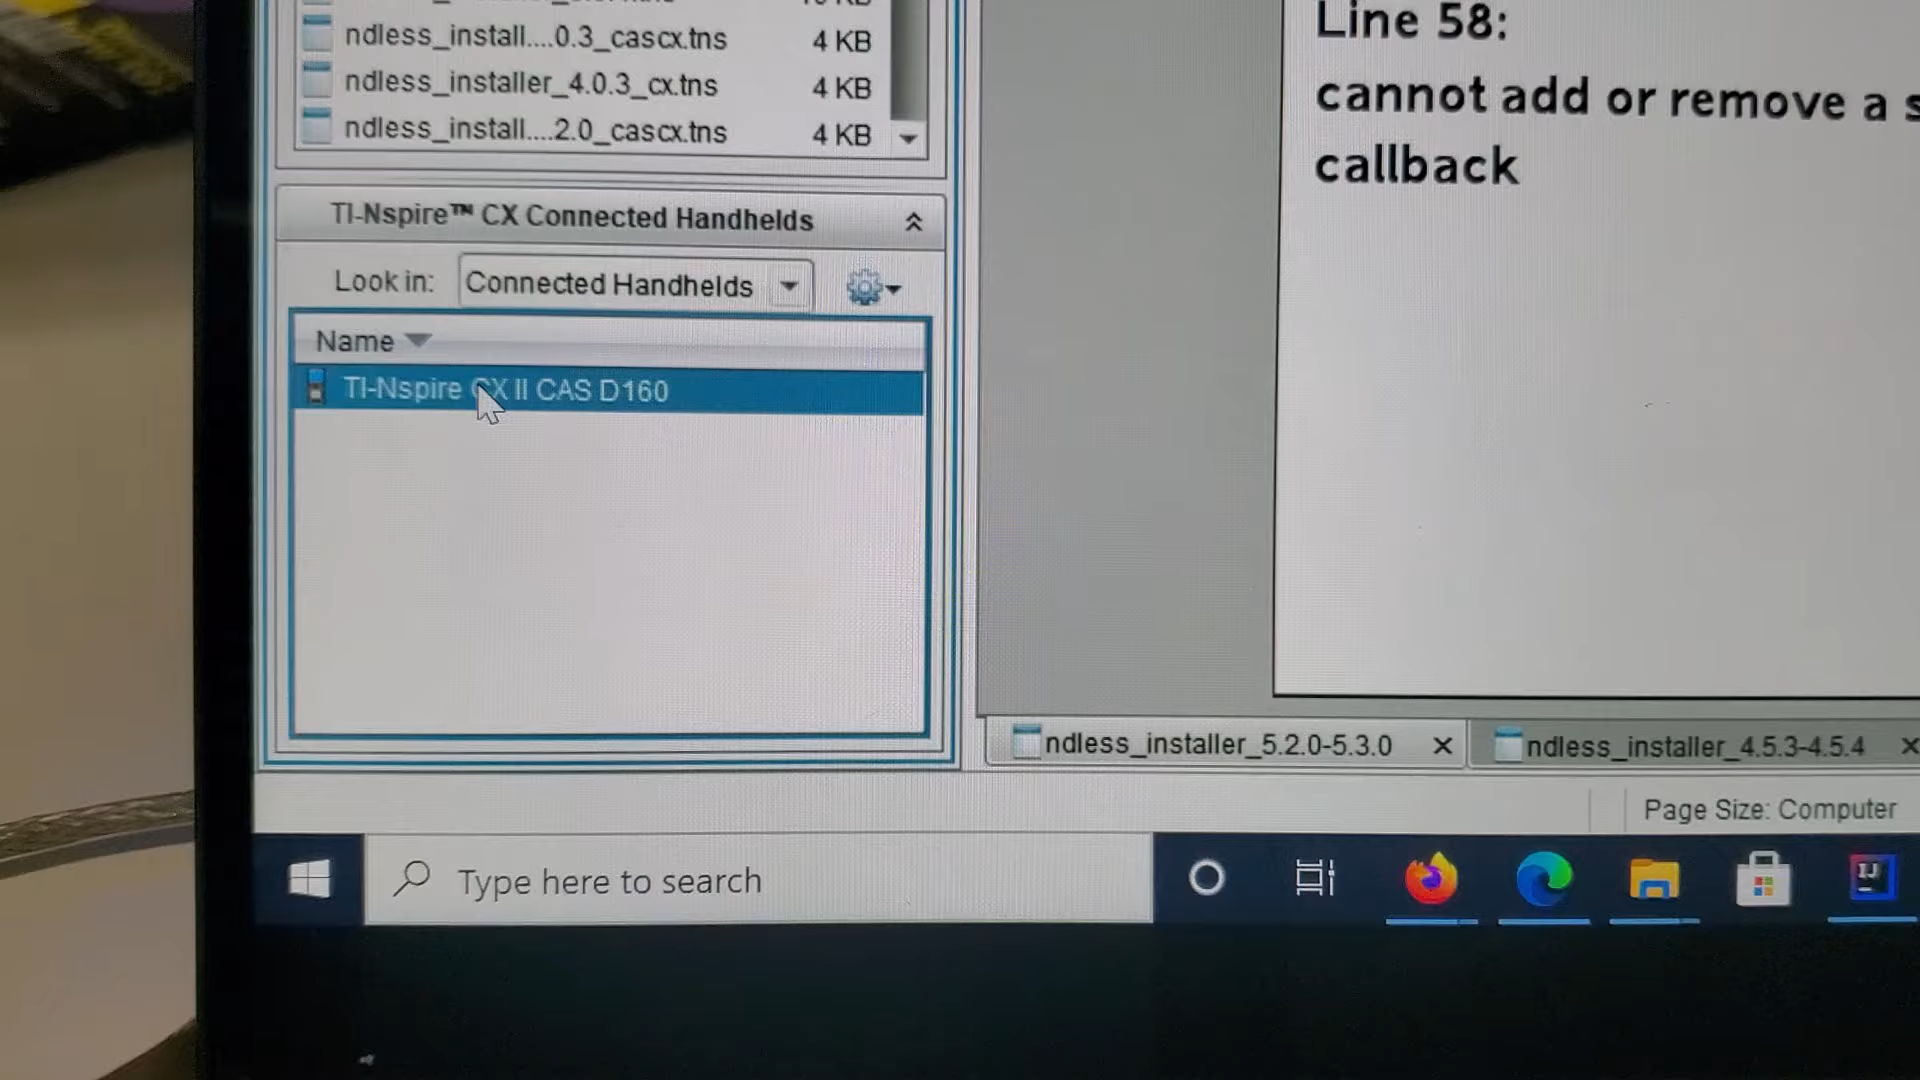 ndless_install....0.3_cascx.tns 4 KB
ndless_installer_4.0.3_cx.tns 4 KB
ndless_install....2.0_cascx.tns 4 KB
TI-Nspire™ CX Connected Handhelds
Look in: Connected Handhelds
Name
TI-Nspire CX II CAS D160
Line 58:
cannot add or remove a s
callback
ndless_installer_5.2.0-5.3.0
ndless_installer_4.5.3-4.5.4
Page Size: Computer
Type here to search
IJ